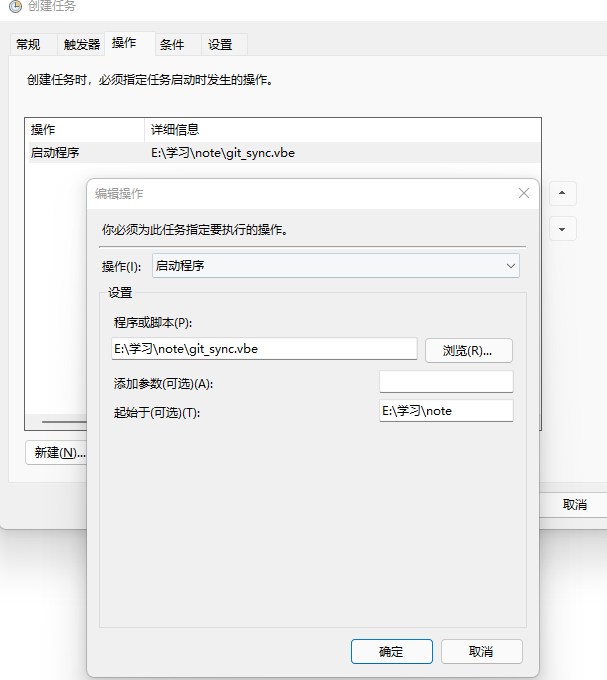 创建任务
常规 触发器 操作 条件 设置
创建任务时，必须指定任务启动时发生的操作。
操作 详细信息
启动程序 E:\学习\note\git_sync.vbe
编辑操作
你必须为此任务指定要执行的操作。
操作(I): 启动程序
设置
程序或脚本(P):
E:\学习\note\git_sync.vbe 浏览(R)...
添加参数(可选)(A):
起始于(可选)(T): E:\学习\note
新建(N)...
取消
确定 取消